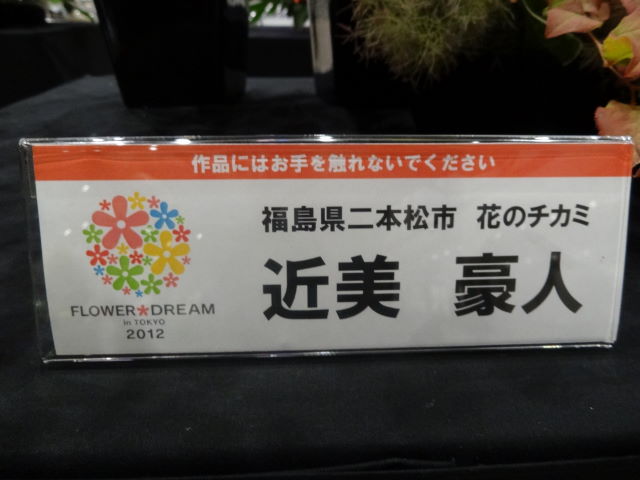 作品にはお手を触れないでください
福島県二本松市 花のチカミ
近美 豪人
FLOWER★DREAM
in TOKYO
2012